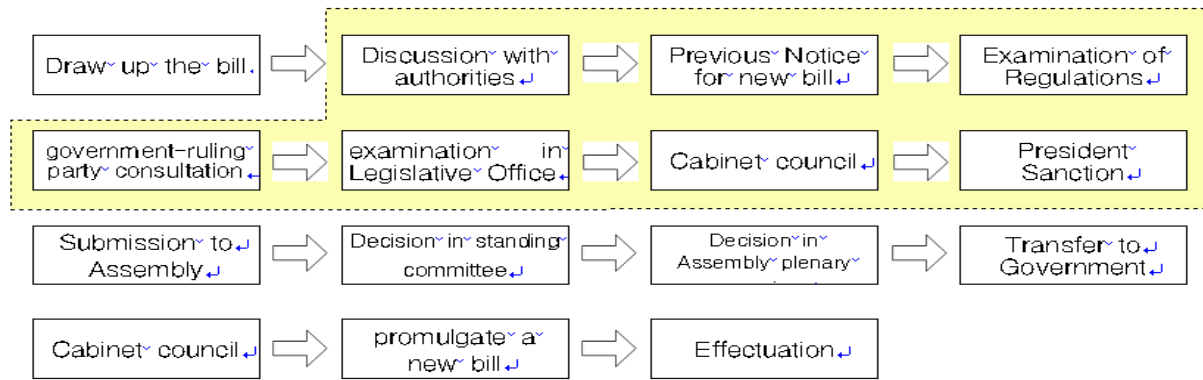 Draw up the bill.
Discussion with
authorities
Previous Notice
for new bill
Examination of
Regulations
government-ruling
party consultation
examination in
Legislative Office
Cabinet council
President
Sanction
Submission to
Assembly
Decision in standing
committee
Decision in
Assembly plenary
Transfer to
Government
Cabinet council
promulgate a
new bill
Effectuation